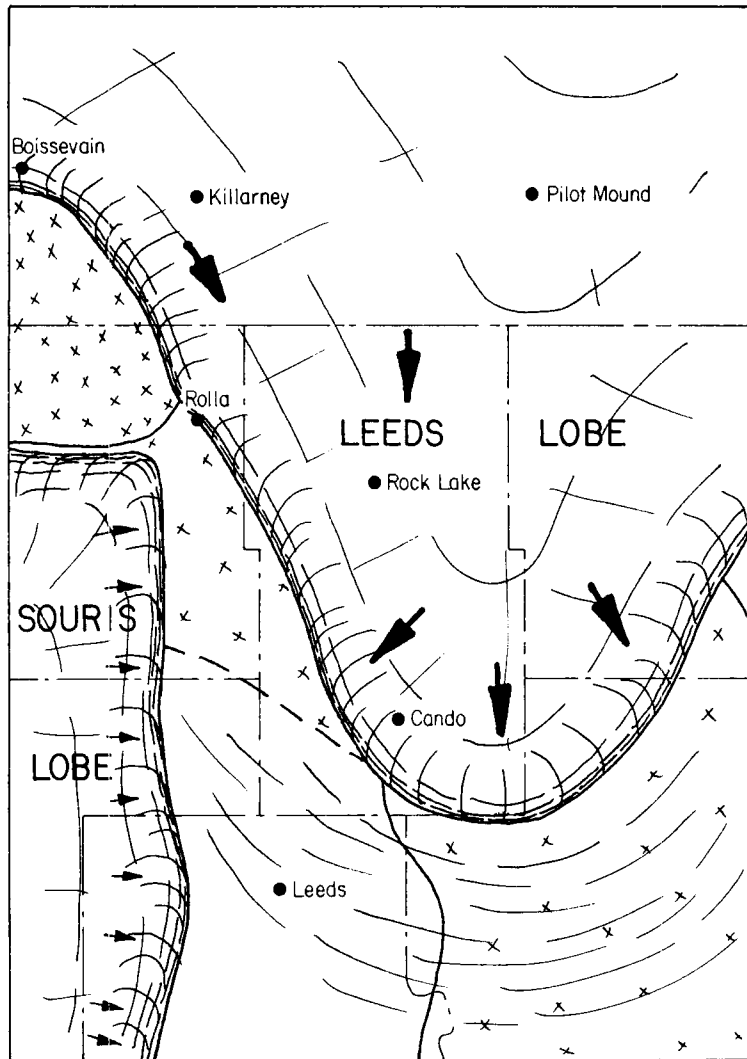 Boissevain
Killarney
Pilot Mound
Rolla
LEEDS LOBE
Rock Lake
SOURIS
LOBE
Cando
Leeds